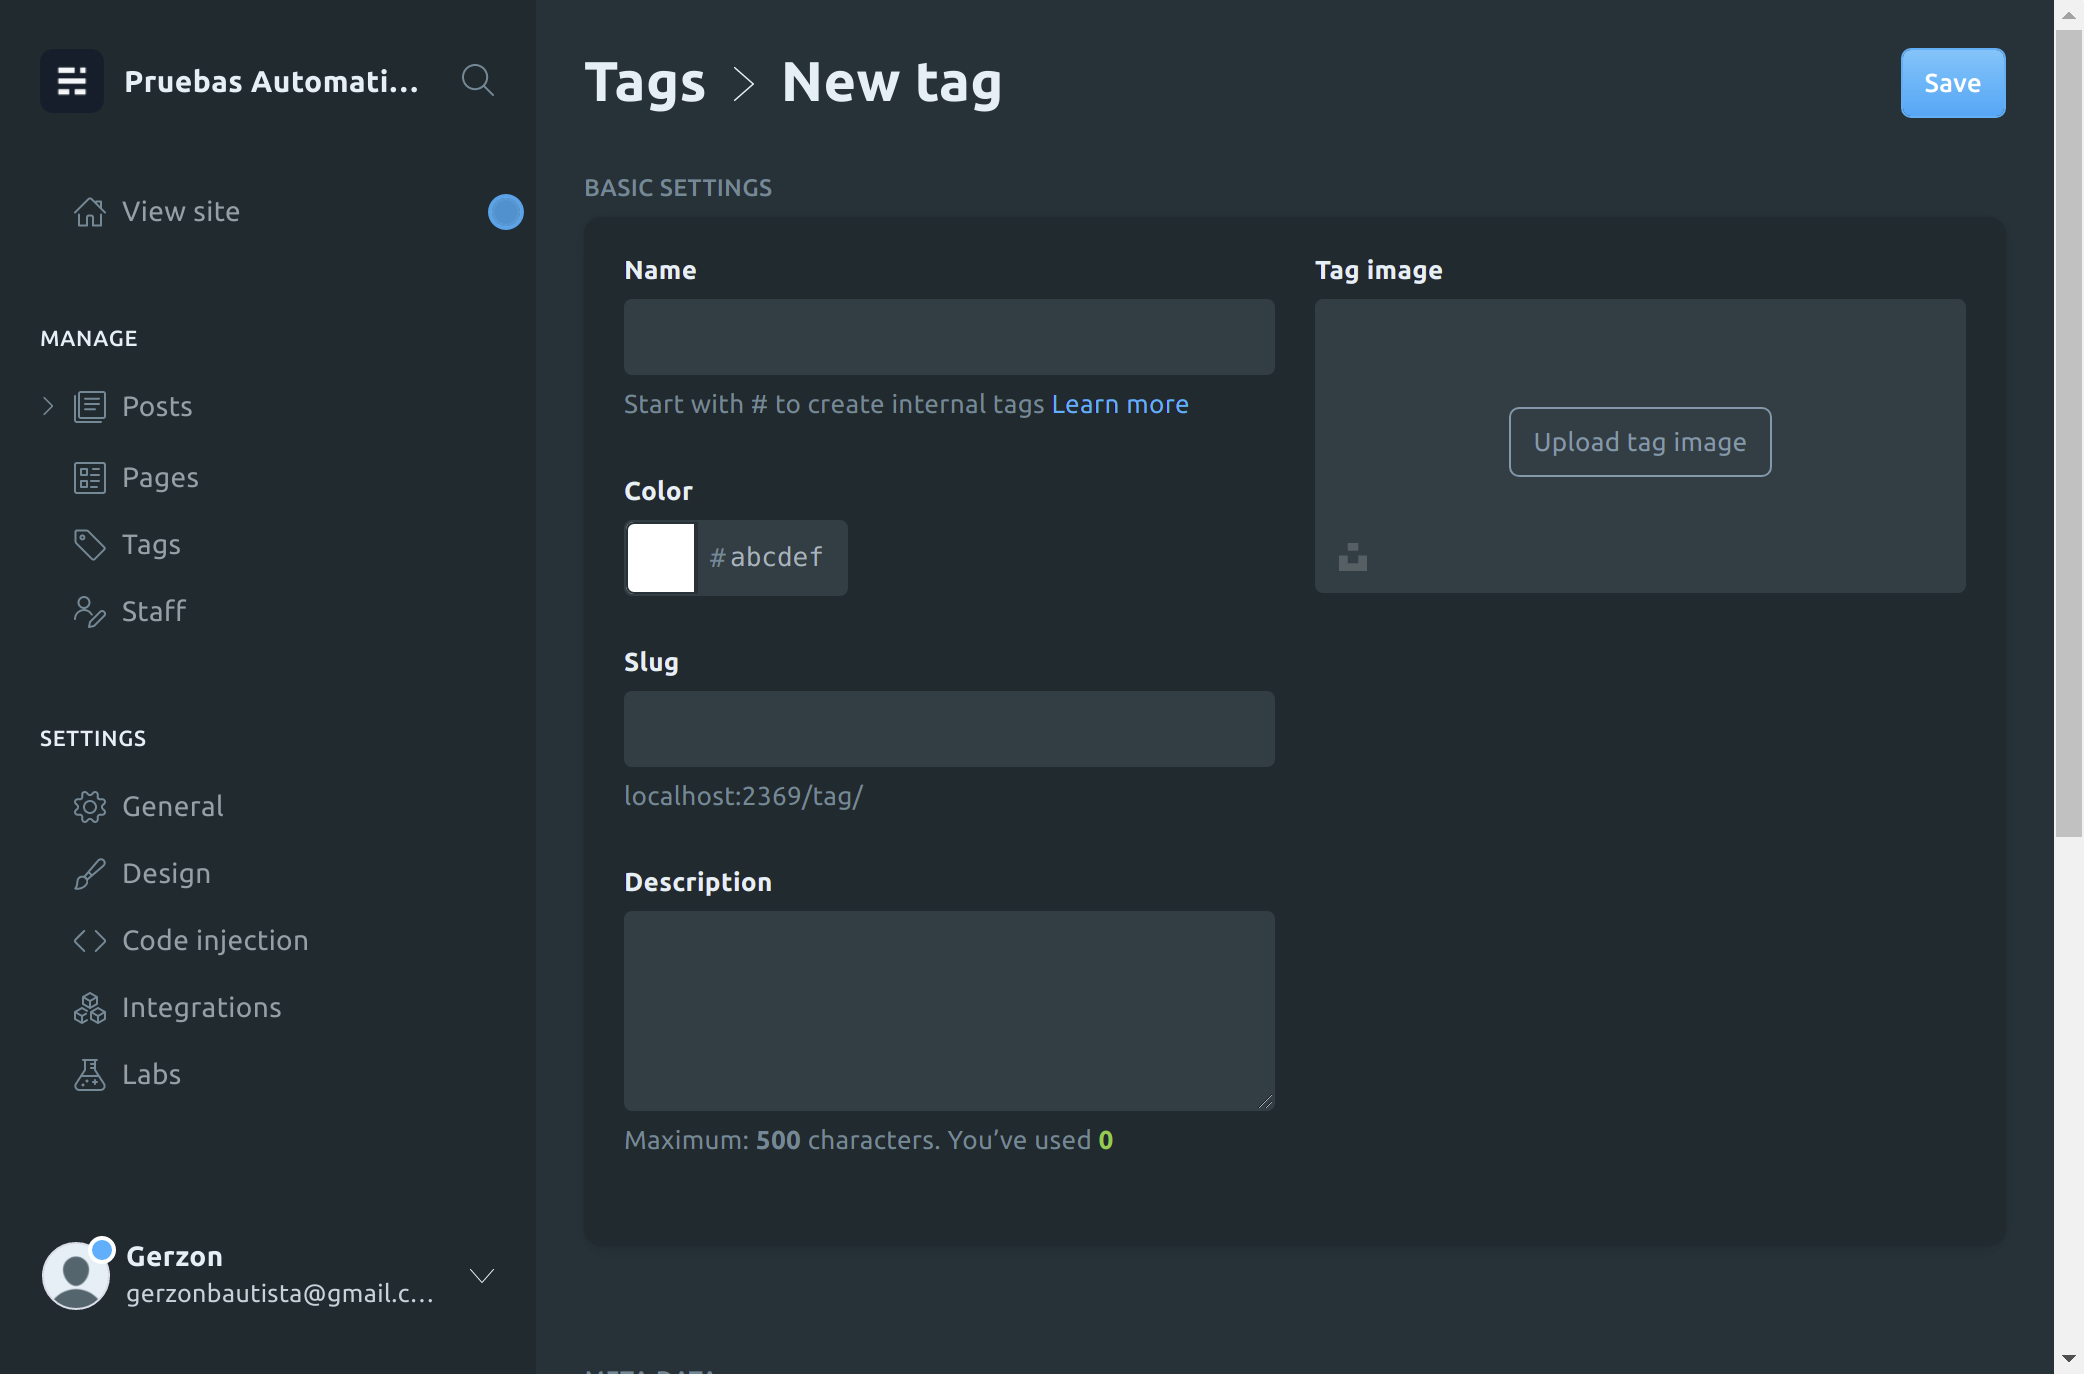 Pruebas Automati...
View site
MANAGE
Posts
Pages
Tags
Staff
SETTINGS
General
Design
Code injection
Integrations
Labs
Gerzon
gerzonbautista@gmail.c...
Tags > New tag
Save
BASIC SETTINGS
Name
Start with # to create internal tags Learn more
Color
#abcdef
Slug
localhost:2369/tag/
Description
Maximum: 500 characters. You’ve used 0
Tag image
Upload tag image
META DATA